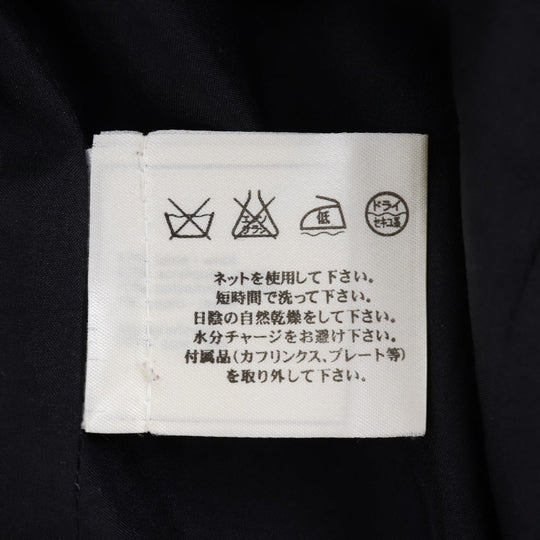 エンソ
サラシ
低
ドライ
セキユ系
ネットを使用して下さい。
短時間で洗って下さい。
日陰の自然乾燥をして下さい。
水分チャージをお避け下さい。
付属品(カフリンクス、プレート等)
を取り外して下さい。